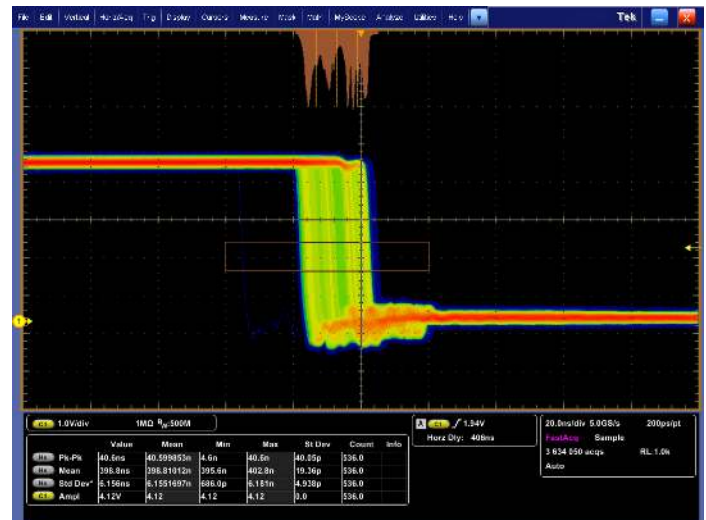 File Edit Vertical Horiz/Acq Trig Display Cursors Measure Mask Math MyScope Analyze Utilities Help Tek
1
C1 1.0V/div 1MΩ BW:500M
A C1 1.94V
Horz Dly: 400ns
20.0ns/div 5.0GS/s 200ps/pt
FastAcq Sample
3 634 050 acqs RL:1.0k
Auto
Value Mean Min Max St Dev Count Info
Pk-Pk 40.6ns 40.599853n 4.6n 40.6n 40.05p 536.0
Mean 398.8ns 395.6n 402.8n 19.36p 536.0
Std Dev* 6.156ns 6.1551697n 686.0p 6.181n 4.938p 536.0
C1 Ampl 4.12V 4.12 4.12 4.12 0.0 536.0